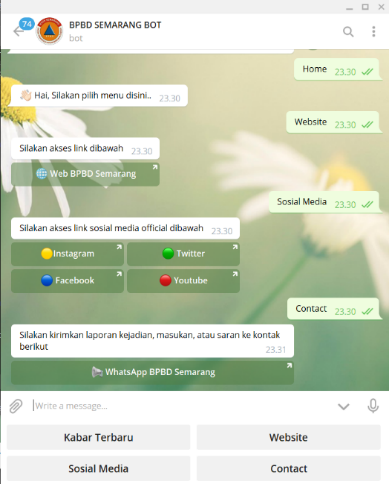 74
BPBD SEMARANG BOT
bot
Home 23.30
👋🏻 Hai, Silakan pilih menu disini.. 23.30
Website 23.30
Silakan akses link dibawah 23.30
🌐 Web BPBD Semarang
Sosial Media 23.30
Silakan akses link sosial media official dibawah 23.30
🟡Instagram
🟢 Twitter
🔵 Facebook
🔴 Youtube
Contact 23.30
Silakan kirimkan laporan kejadian, masukan, atau saran ke kontak
berikut 23.31
📢WhatsApp BPBD Semarang
Write a message...
Kabar Terbaru
Website
Sosial Media
Contact